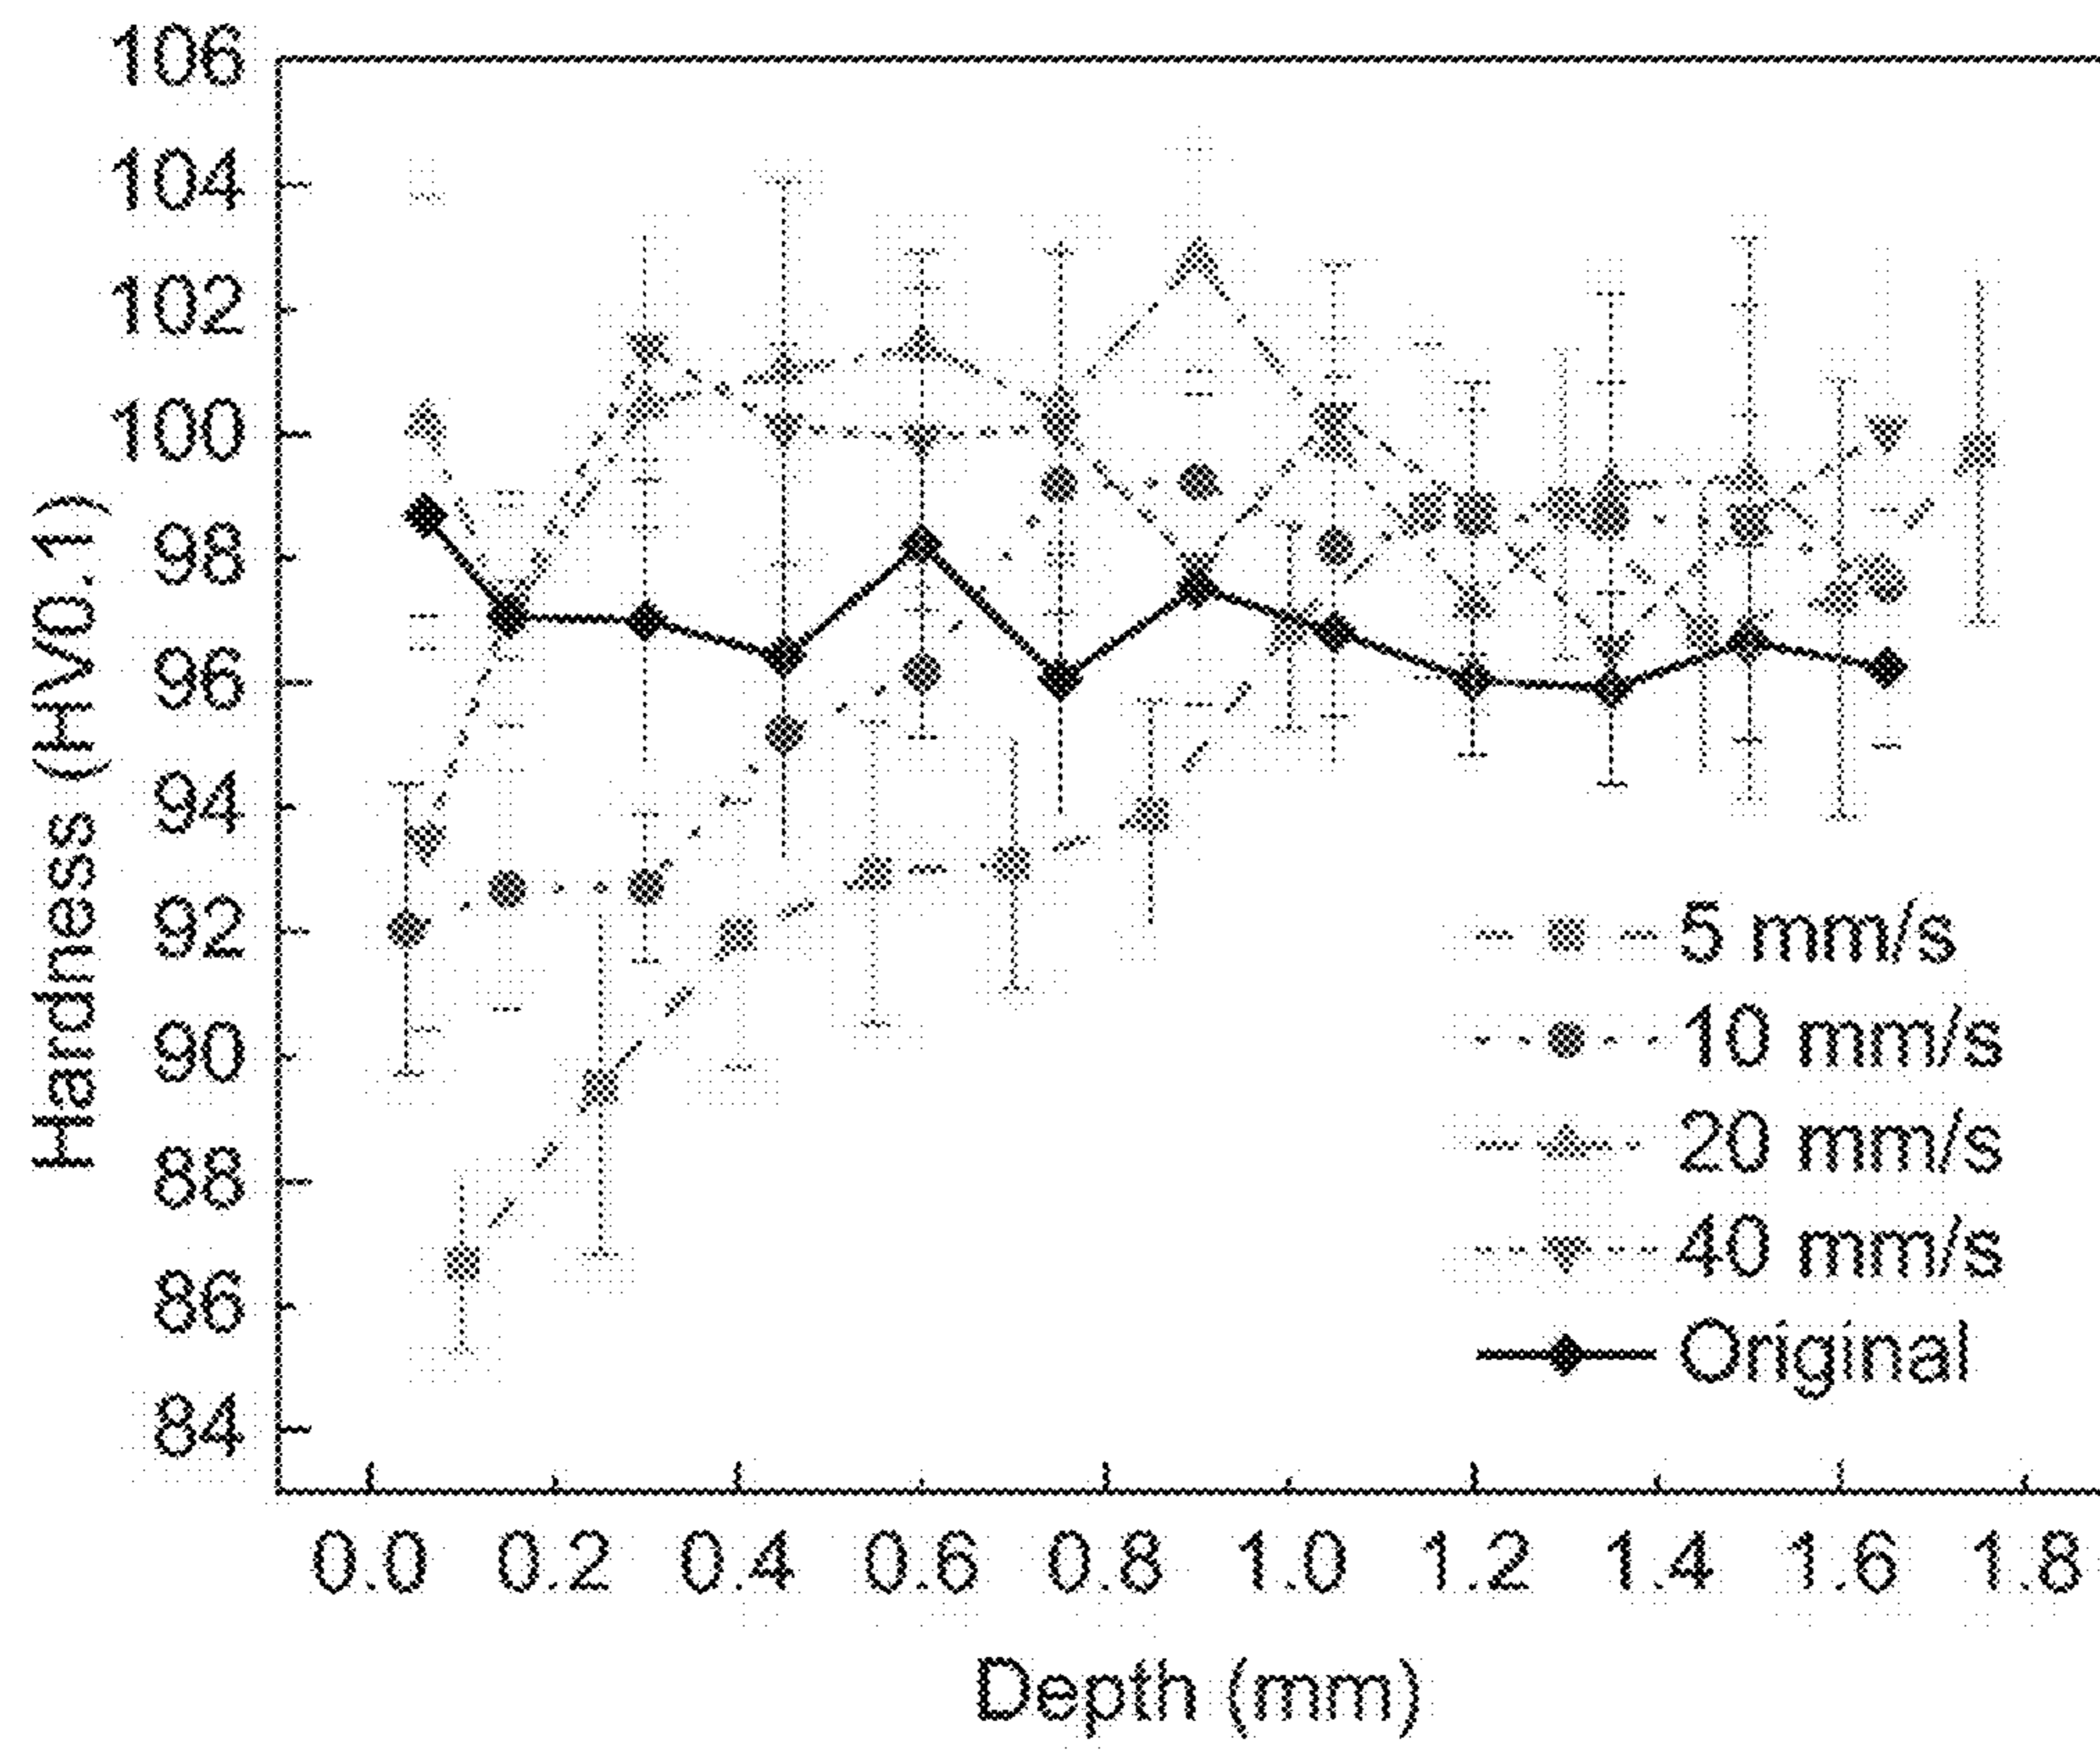 106
104
102
100
98
96
94
92
90
88
86
84
Hardness (HV0.1)
5 mm/s
10 mm/s
20 mm/s
40 mm/s
Original
0.0 0.2 0.4 0.6 0.8 1.0 1.2 1.4 1.6 1.8
Depth (mm)